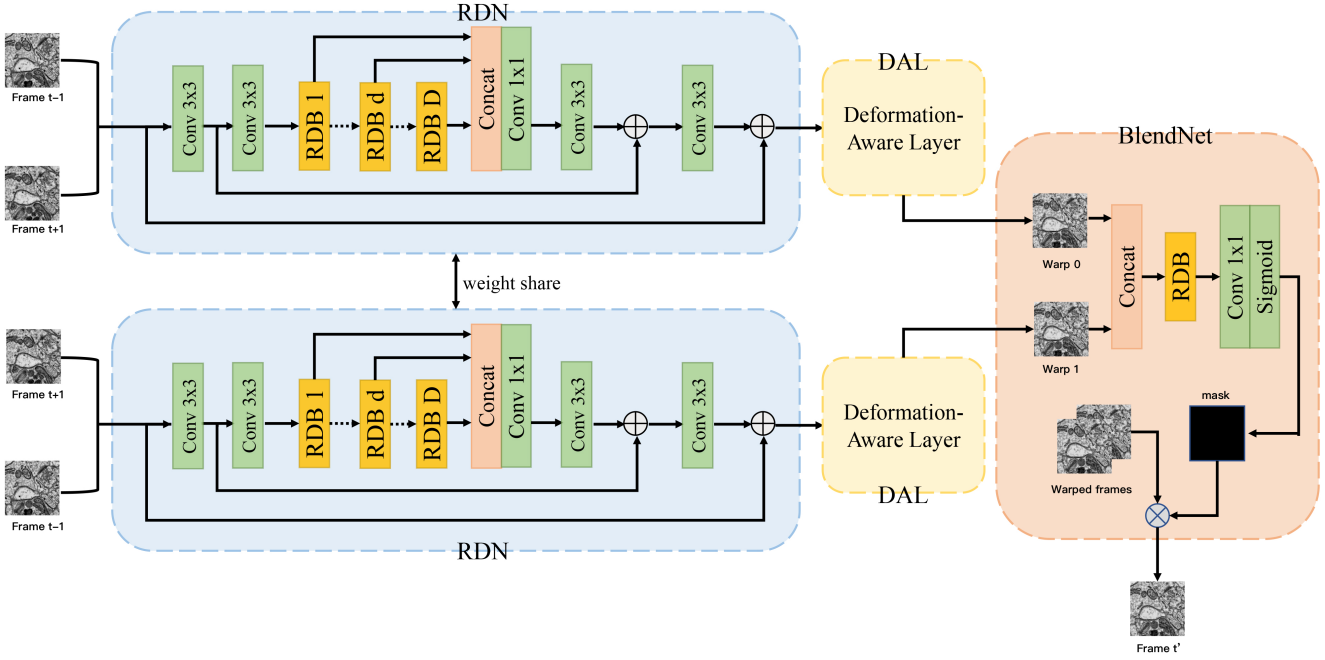 RDN
Frame t-1
Frame t+1
Conv 3x3
Conv 3x3
RDB 1
RDB d
RDB D
Concat
Conv 1x1
Conv 3x3
Conv 3x3
DAL
Deformation-
Aware Layer
weight share
Frame t+1
Frame t-1
Conv 3x3
Conv 3x3
RDB 1
RDB d
RDB D
Concat
Conv 1x1
Conv 3x3
Conv 3x3
RDN
Deformation-
Aware Layer
DAL
BlendNet
Warp 0
Warp 1
Concat
RDB
Conv 1x1
Sigmoid
mask
Warped frames
Frame t'